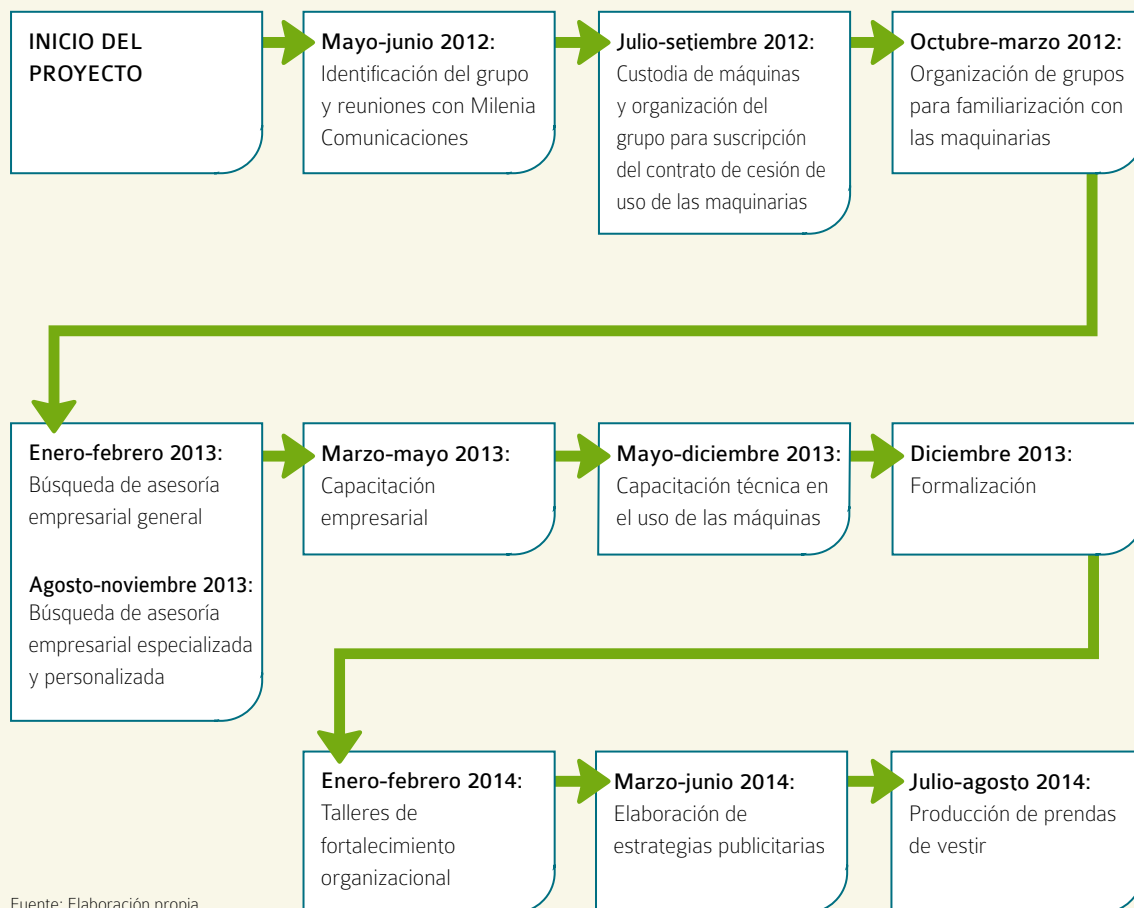 INICIO DEL
PROYECTO
Mayo-junio 2012:
Identificación del grupo
y reuniones con Milenia
Comunicaciones
Julio-setiembre 2012:
Custodia de máquinas
y organización del
grupo para suscripción
del contrato de cesión de
uso de las maquinarias
Octubre-marzo 2012:
Organización de grupos
para familiarización con
las maquinarias
Enero-febrero 2013:
Búsqueda de asesoría
empresarial general
Agosto-noviembre 2013:
Búsqueda de asesoría
empresarial especializada
y personalizada
Marzo-mayo 2013:
Capacitación
empresarial
Mayo-diciembre 2013:
Capacitación técnica en
el uso de las máquinas
Diciembre 2013:
Formalización
Enero-febrero 2014:
Talleres de
fortalecimiento
organizacional
Marzo-junio 2014:
Elaboración de
estrategias publicitarias
Julio-agosto 2014:
Producción de prendas
de vestir
Fuente: Elaboración propia